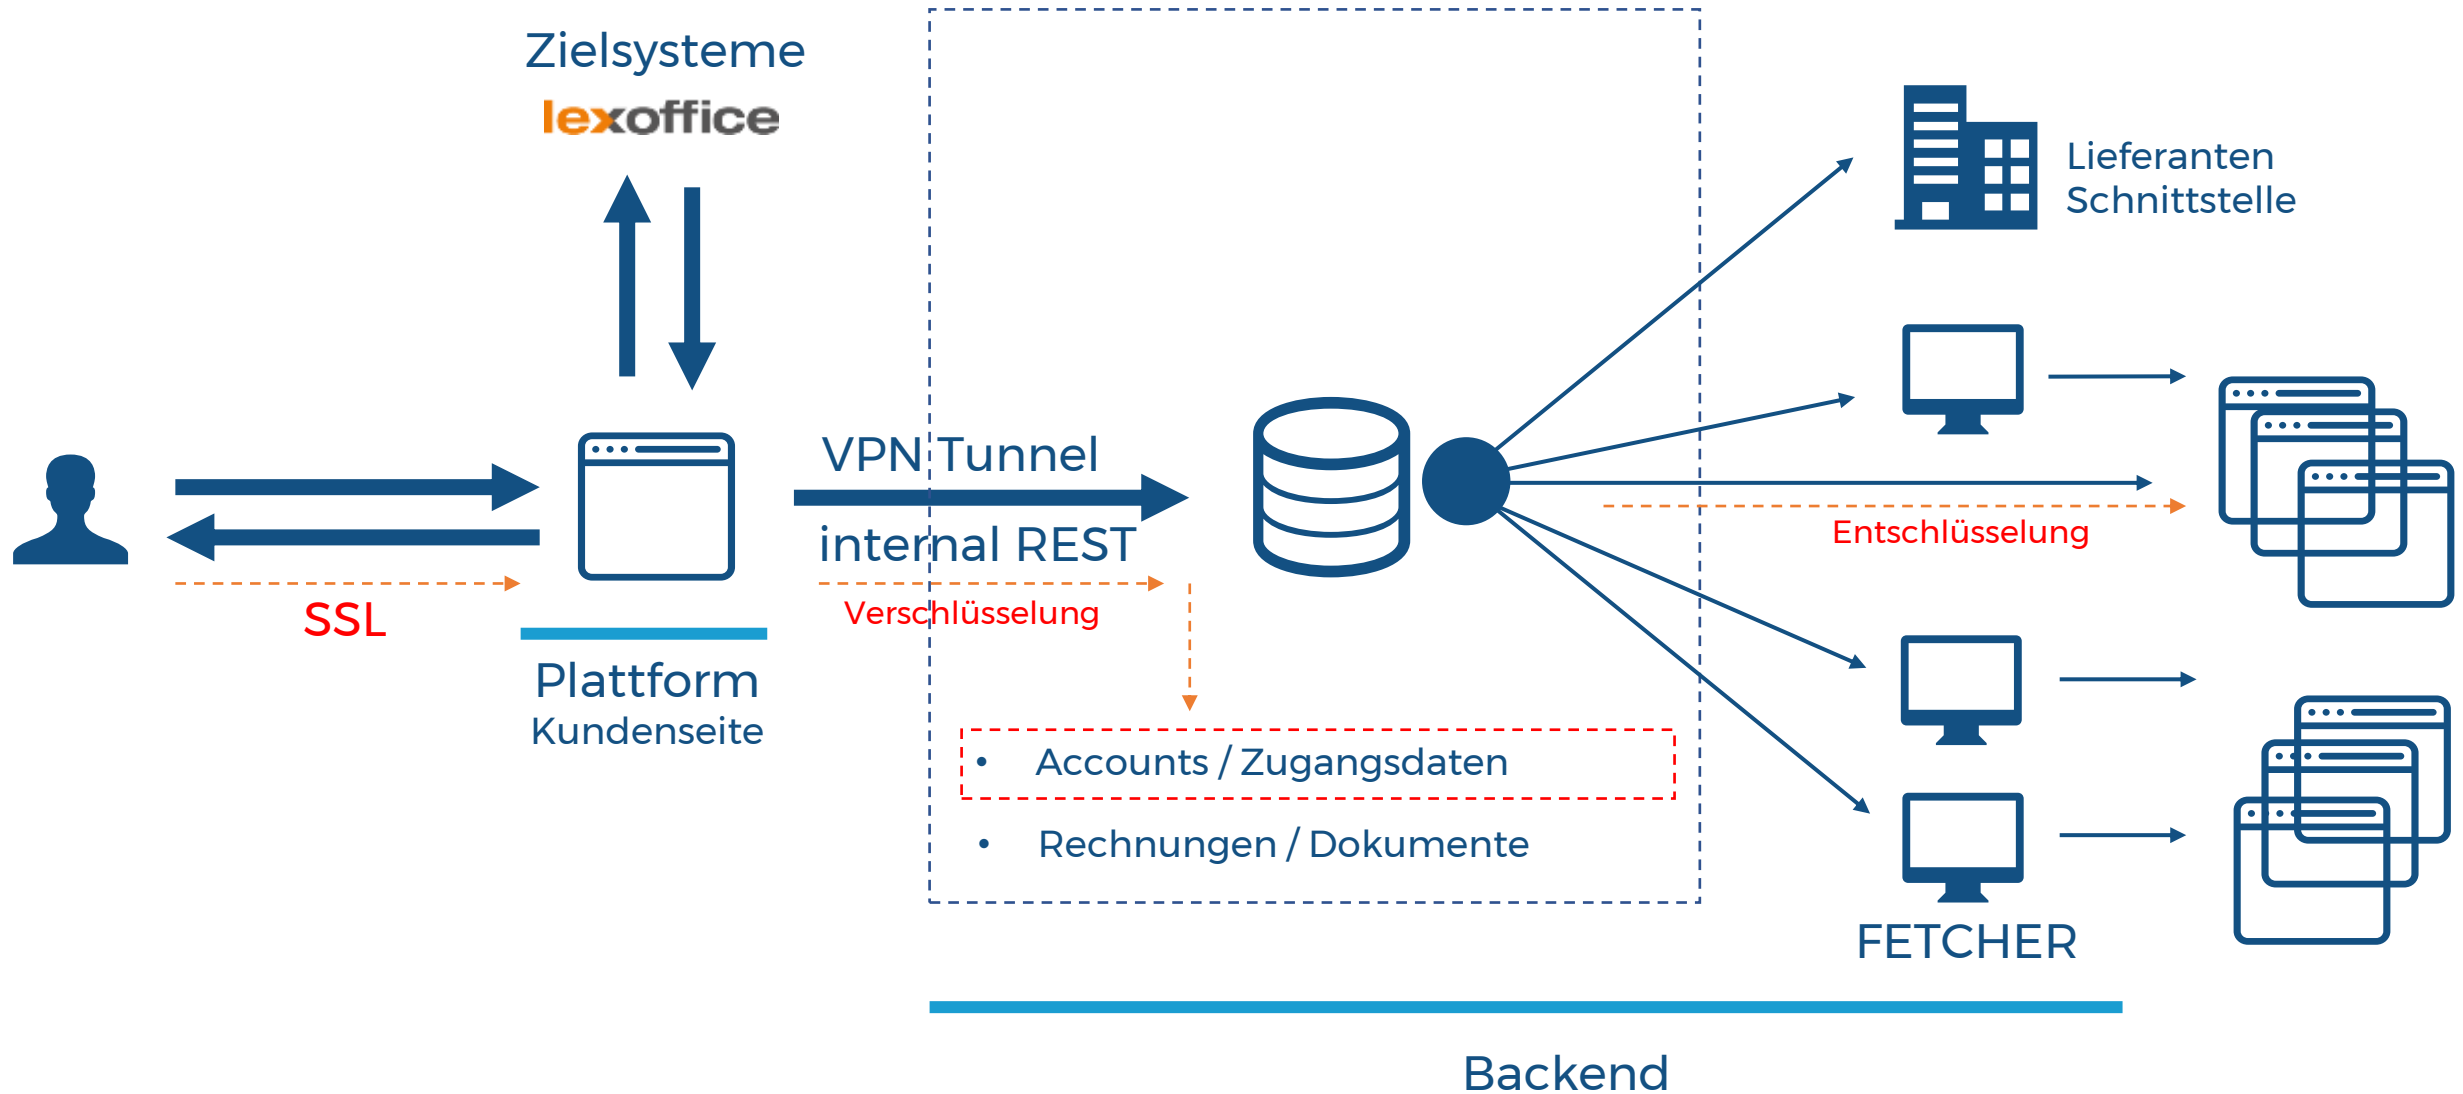 Zielsysteme
lexoffice
Lieferanten
Schnittstelle
VPN Tunnel
internal REST
Verschlüsselung
Entschlüsselung
SSL
Plattform
Kundenseite
• Accounts / Zugangsdaten
• Rechnungen / Dokumente
FETCHER
Backend